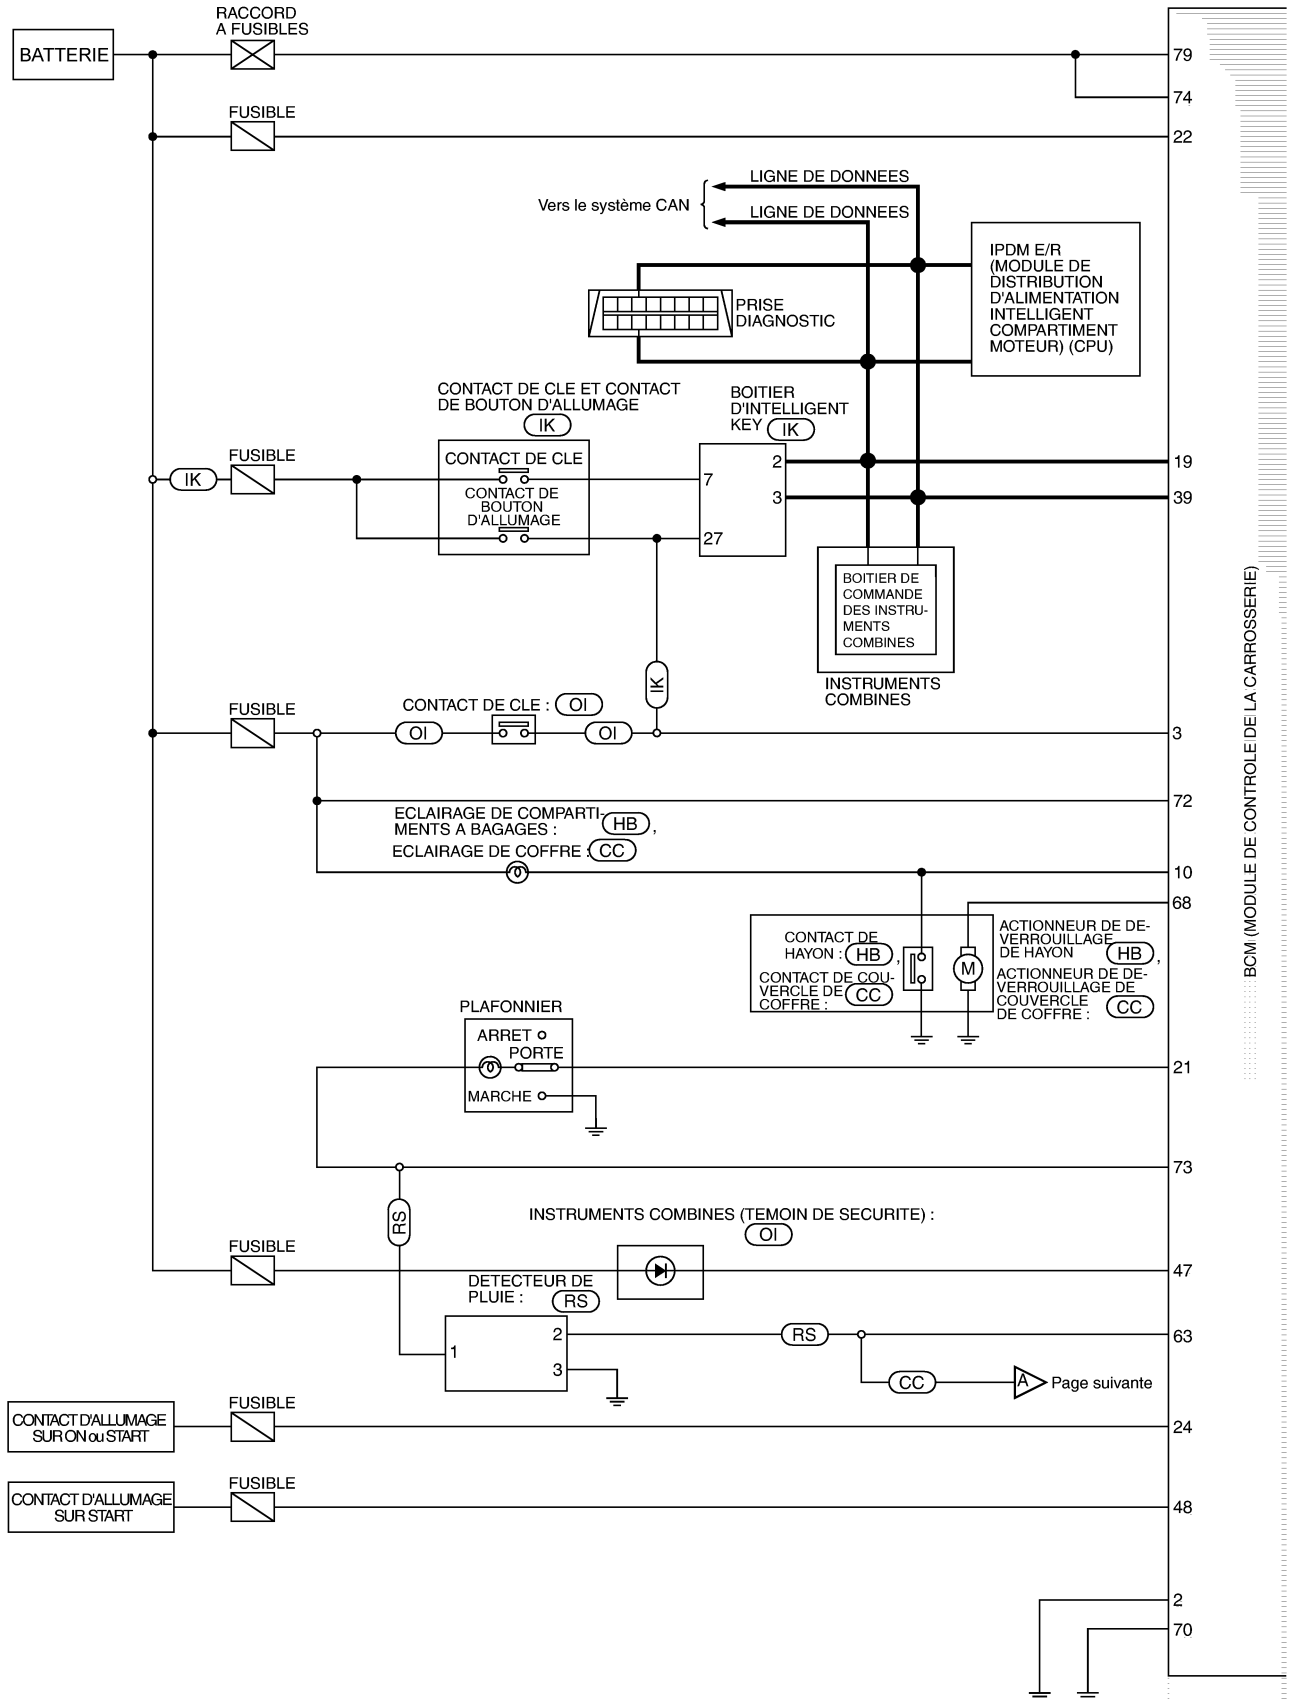 RACCORD
A FUSIBLES
BATTERIE
79
74
FUSIBLE
22
LIGNE DE DONNEES
Vers le système CAN
LIGNE DE DONNEES
IPDM E/R
(MODULE DE
DISTRIBUTION
D'ALIMENTATION
INTELLIGENT
COMPARTIMENT
MOTEUR) (CPU)
PRISE
DIAGNOSTIC
CONTACT DE CLE ET CONTACT
DE BOUTON D'ALLUMAGE
IK
BOITIER
D'INTELLIGENT
KEY IK
FUSIBLE
IK
CONTACT DE CLE
CONTACT DE
BOUTON
D'ALLUMAGE
7
27
2
3
19
39
BOITIER DE
COMMANDE
DES INSTRU-
MENTS
COMBINES
INSTRUMENTS
COMBINES
IK
FUSIBLE
CONTACT DE CLE : OI
OI
OI
3
72
ECLAIRAGE DE COMPARTI-
MENTS A BAGAGES : HB ,
ECLAIRAGE DE COFFRE : CC
10
68
CONTACT DE
HAYON : HB ,
CONTACT DE COU-
VERCLE DE
COFFRE : CC
M
ACTIONNEUR DE DE-
VERROUILLAGE
DE HAYON HB ,
ACTIONNEUR DE DE-
VERROUILLAGE DE
COUVERCLE
DE COFFRE : CC
PLAFONNIER
ARRET
PORTE
MARCHE
21
73
RS
INSTRUMENTS COMBINES (TEMOIN DE SECURITE) :
OI
FUSIBLE
47
DETECTEUR DE
PLUIE : RS
1
2
3
RS
63
CC
A
Page suivante
CONTACT D'ALLUMAGE
SUR ON ou START
FUSIBLE
24
CONTACT D'ALLUMAGE
SUR START
FUSIBLE
48
2
70
BCM (MODULE DE CONTROLE DE LA CARROSSERIE)